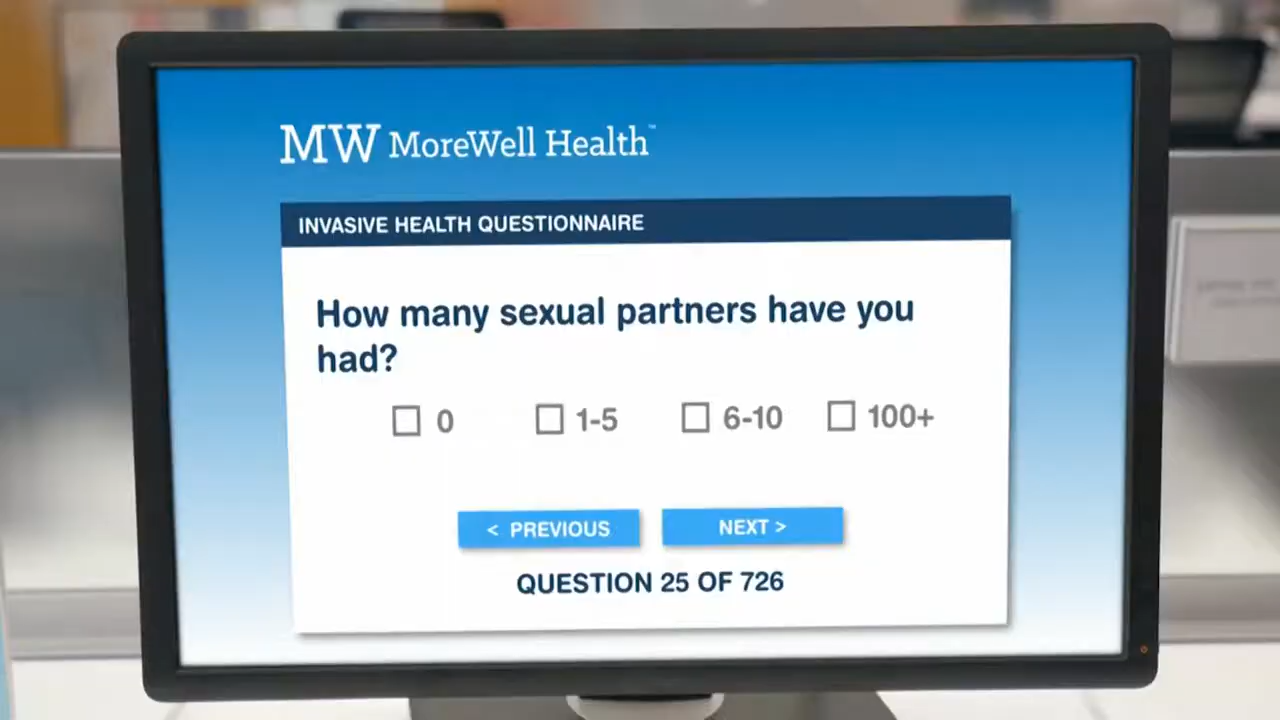 MW MoreWell Health™
INVASIVE HEALTH QUESTIONNAIRE
How many sexual partners have you
had?
0 1-5 6-10 100+
< PREVIOUS NEXT >
QUESTION 25 OF 726